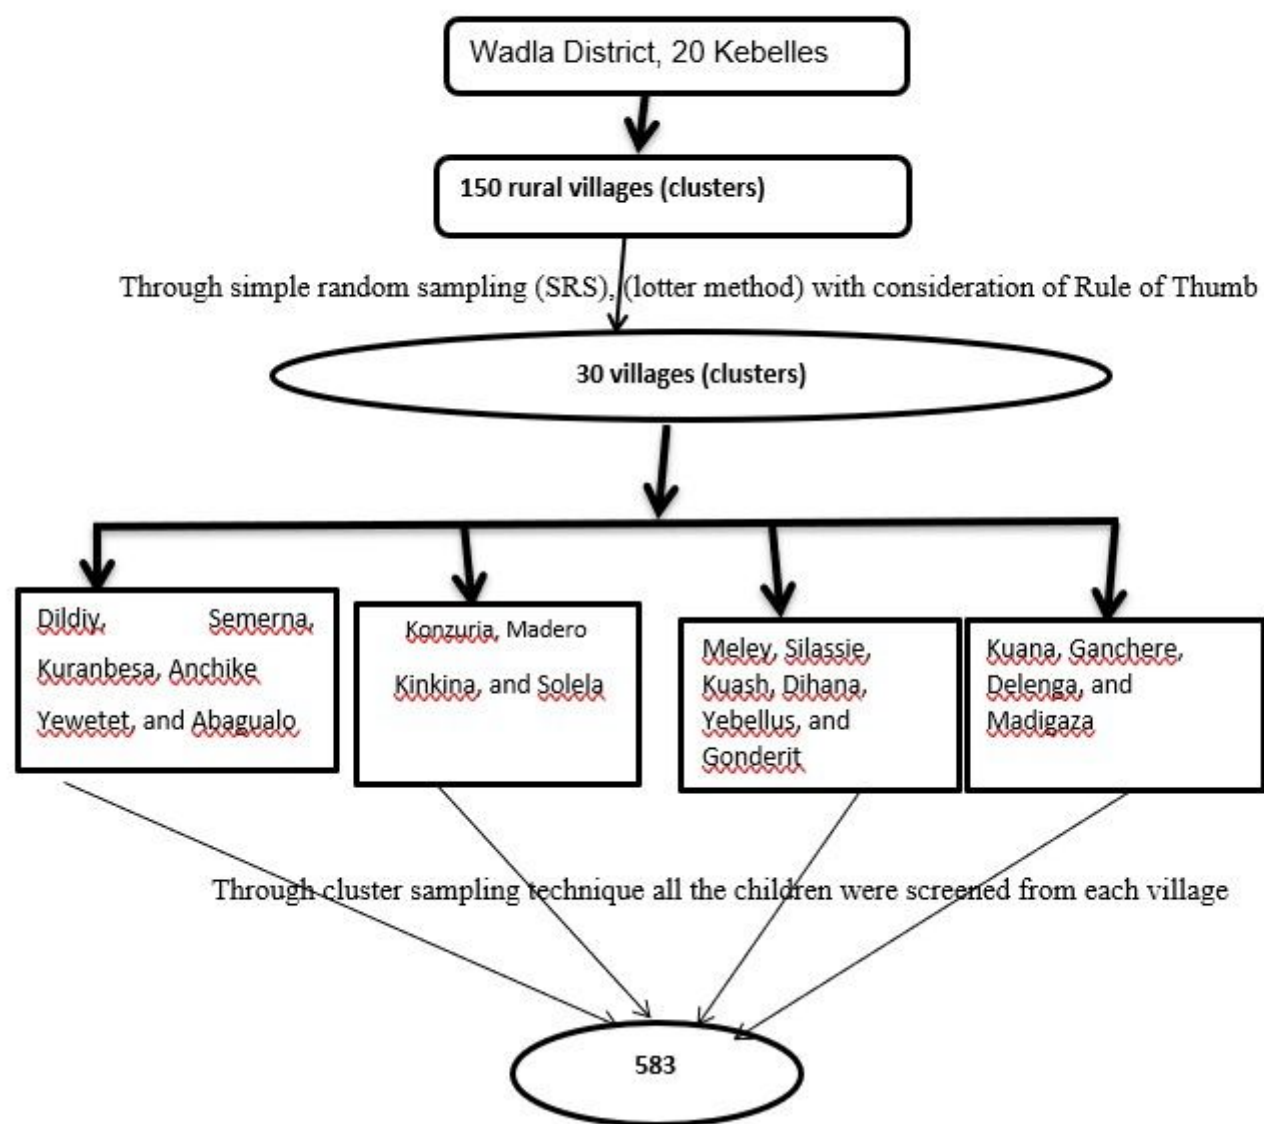 Wadla District, 20 Kebelles
150 rural villages (clusters)
Through simple random sampling (SRS), (lotter method) with consideration of Rule of Thumb
30 villages (clusters)
Dildiy, Semerna,
Kuranbesa, Anchike
Yewetet, and Abagualo
Konzuria, Madero
Kinkina, and Solela
Meley, Silassie,
Kuash, Dihana,
Yebellus, and
Gonderit
Kuana, Ganchere,
Delenga, and
Madigaza
Through cluster sampling technique all the children were screened from each village
583